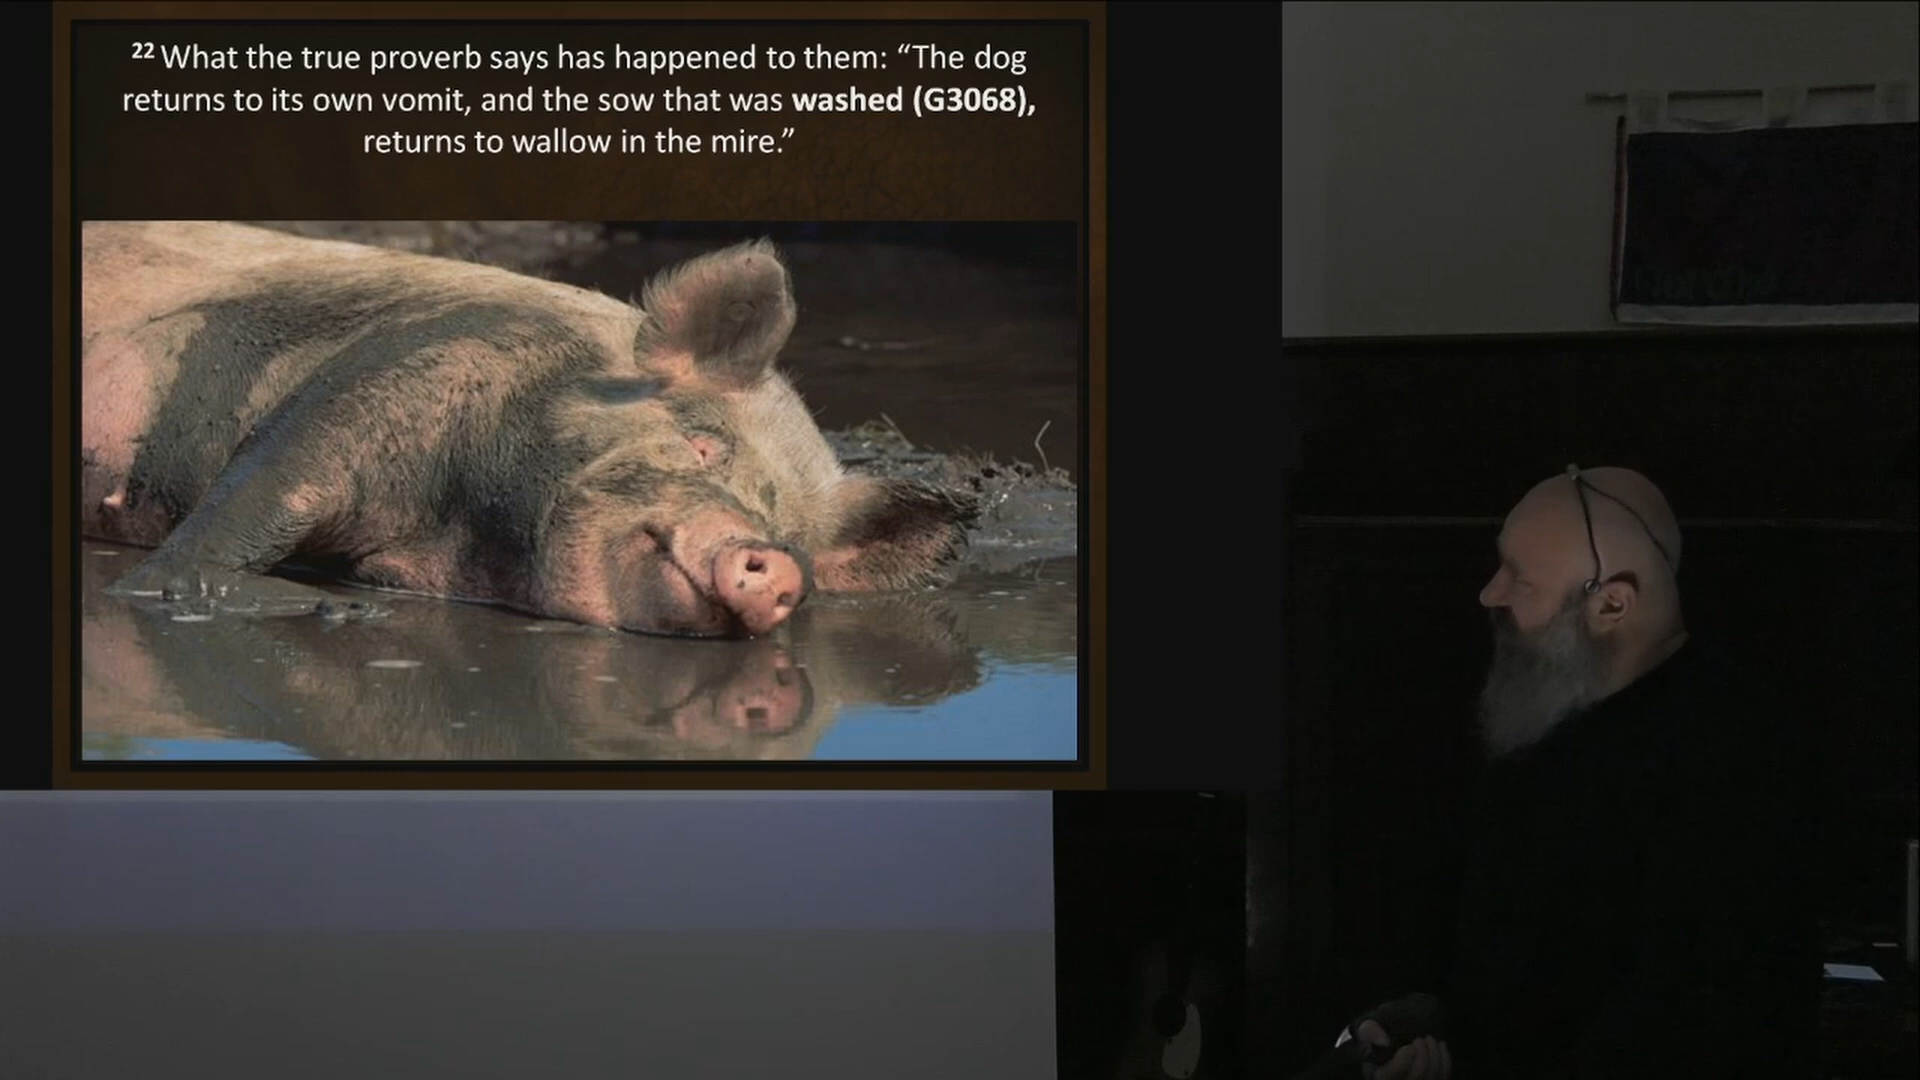 22 What the true proverb says has happened to them: “The dog
returns to its own vomit, and the sow that was washed (G3068),
returns to wallow in the mire.”